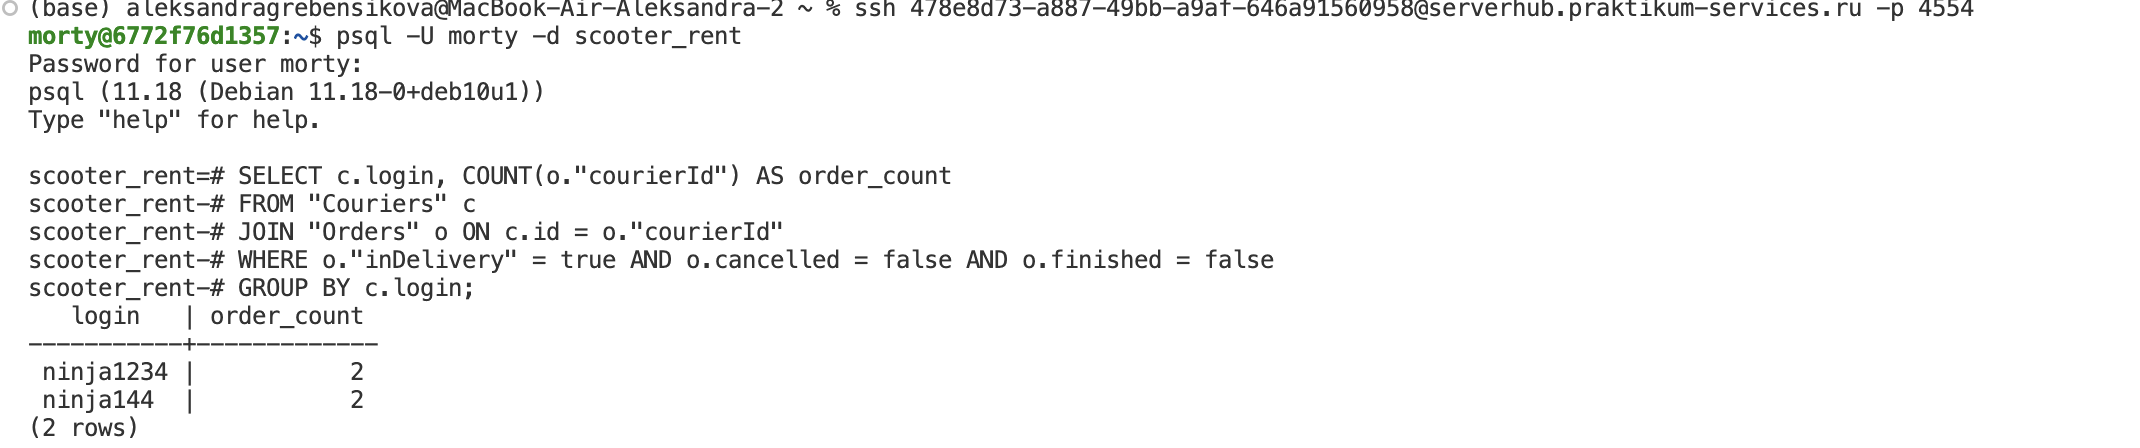 (base) aleksandragrebensikova@MacBook-Air-Aleksandra-2 ~ % ssh 478e8d73-a887-49bb-a9af-646a91560958@serverhub.praktikum-services.ru -p 4554
morty@6772f76d1357:~$ psql -U morty -d scooter_rent
Password for user morty:
psql (11.18 (Debian 11.18-0+deb10u1))
Type "help" for help.
scooter_rent=# SELECT c.login, COUNT(o."courierId") AS order_count
scooter_rent-# FROM "Couriers" c
scooter_rent-# JOIN "Orders" o ON c.id = o."courierId"
scooter_rent-# WHERE o."inDelivery" = true AND o.cancelled = false AND o.finished = false
scooter_rent-# GROUP BY c.login;
login | order_count
-----------+-------------
ninja1234 | 2
ninja144 | 2
(2 rows)